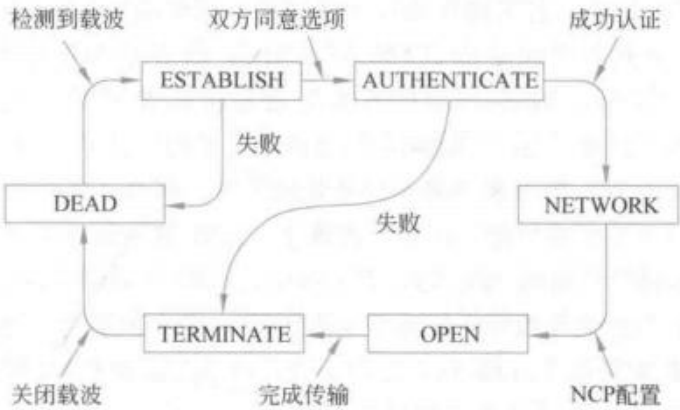 检测到载波
双方同意选项
成功认证
ESTABLISH
AUTHENTICATE
失败
DEAD
失败
NETWORK
TERMINATE
OPEN
关闭载波
完成传输
NCP配置